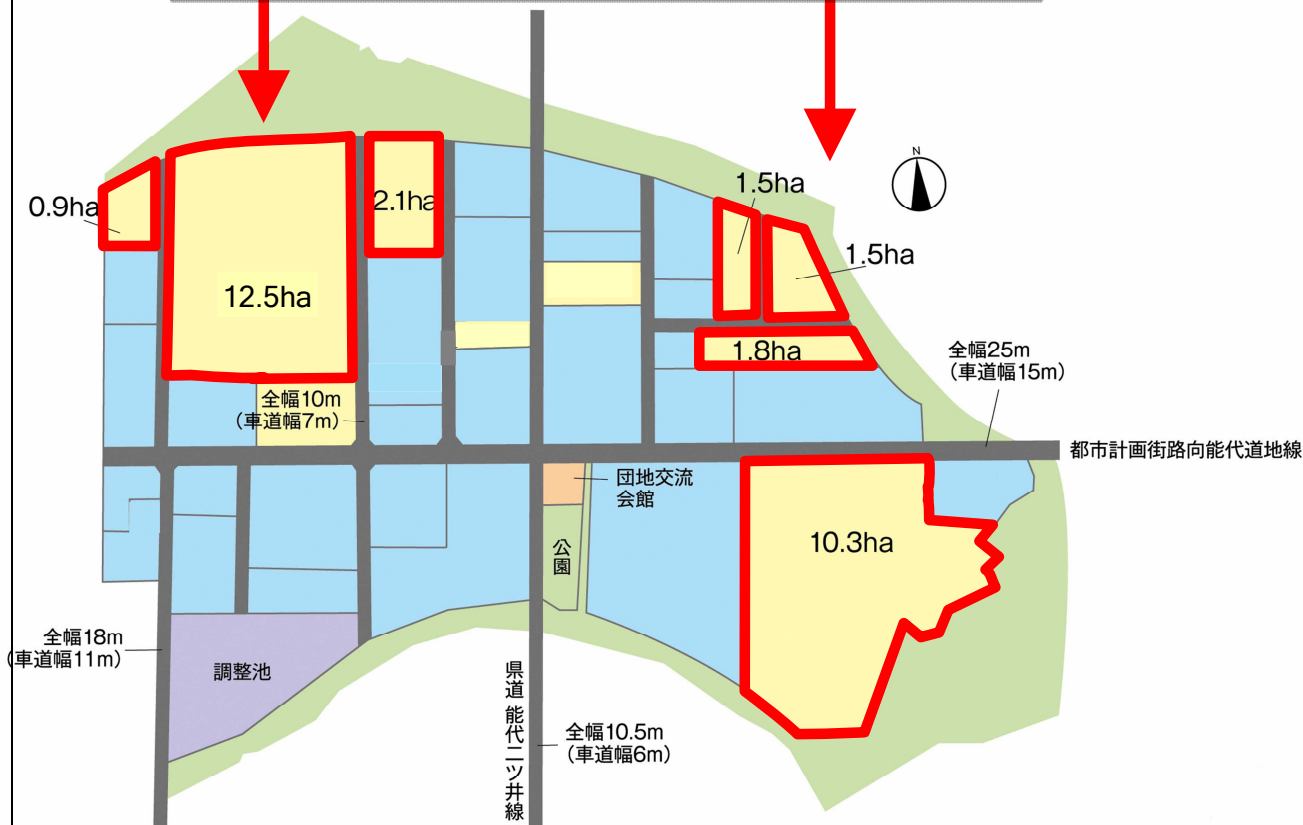 N
1.5ha
0.9ha
2.1ha
1.5ha
12.5ha
1.8ha
全幅25m
（車道幅15m）
全幅10m
（車道幅7m）
都市計画街路向能代道地線
団地交流
会館
10.3ha
公園
全幅18m
（車道幅11m）
調整池
県道 能代二ツ井線
全幅10.5m
（車道幅6m）